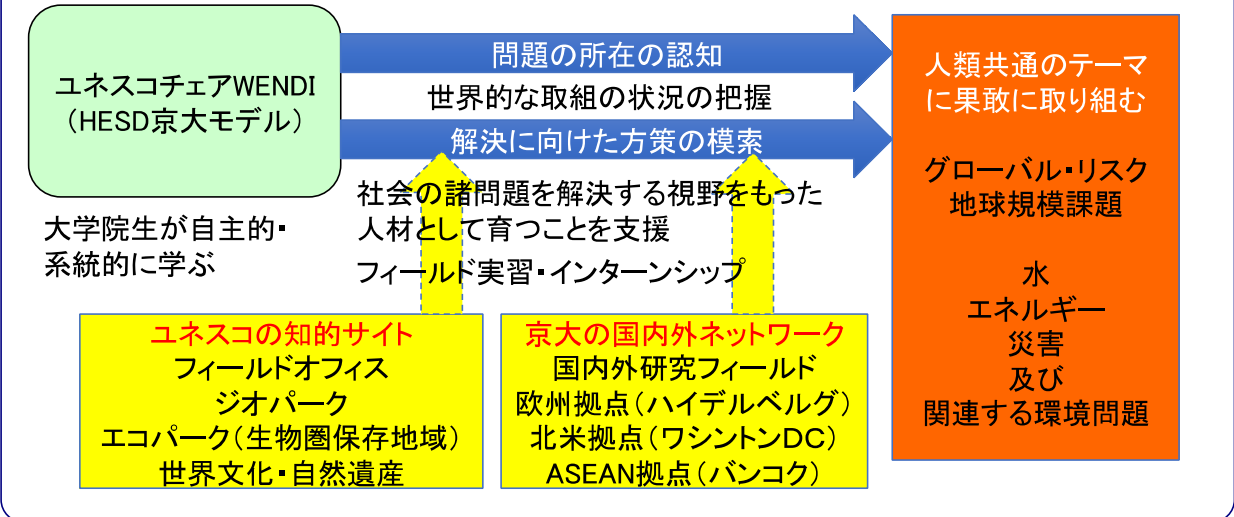 ユネスコチェアWENDI
（HESD京大モデル）
大学院生が自主的・
系統的に学ぶ
問題の所在の認知
世界的な取組の状況の把握
解決に向けた方策の模索
社会の諸問題を解決する視野をもった
人材として育つことを支援
フィールド実習・インターンシップ
ユネスコの知的サイト
フィールドオフィス
ジオパーク
エコパーク（生物圏保存地域）
世界文化・自然遺産
京大の国内外ネットワーク
国内外研究フィールド
欧州拠点（ハイデルベルグ）
北米拠点（ワシントンDC）
ASEAN拠点（バンコク）
人類共通のテーマ
に果敢に取り組む
グローバル・リスク
地球規模課題
水
エネルギー
災害
及び
関連する環境問題